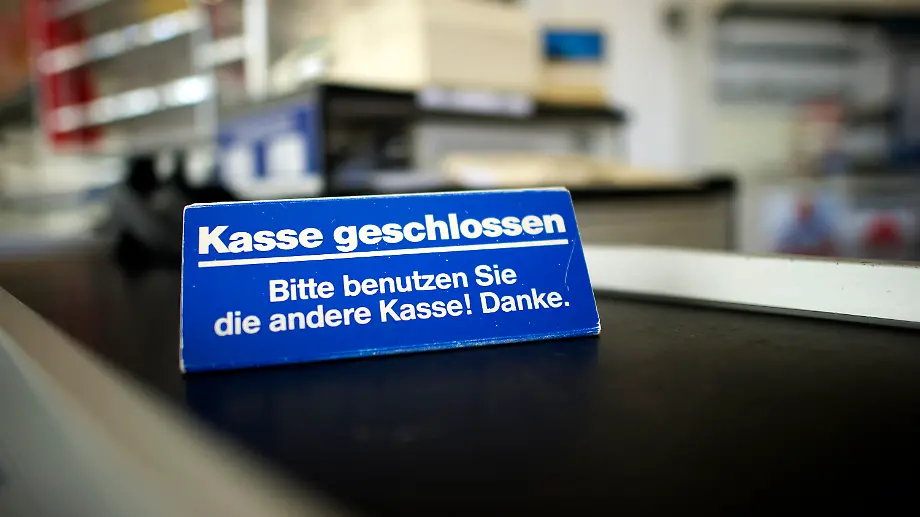 Kasse geschlossen
Bitte benutzen Sie
die andere Kasse! Danke.